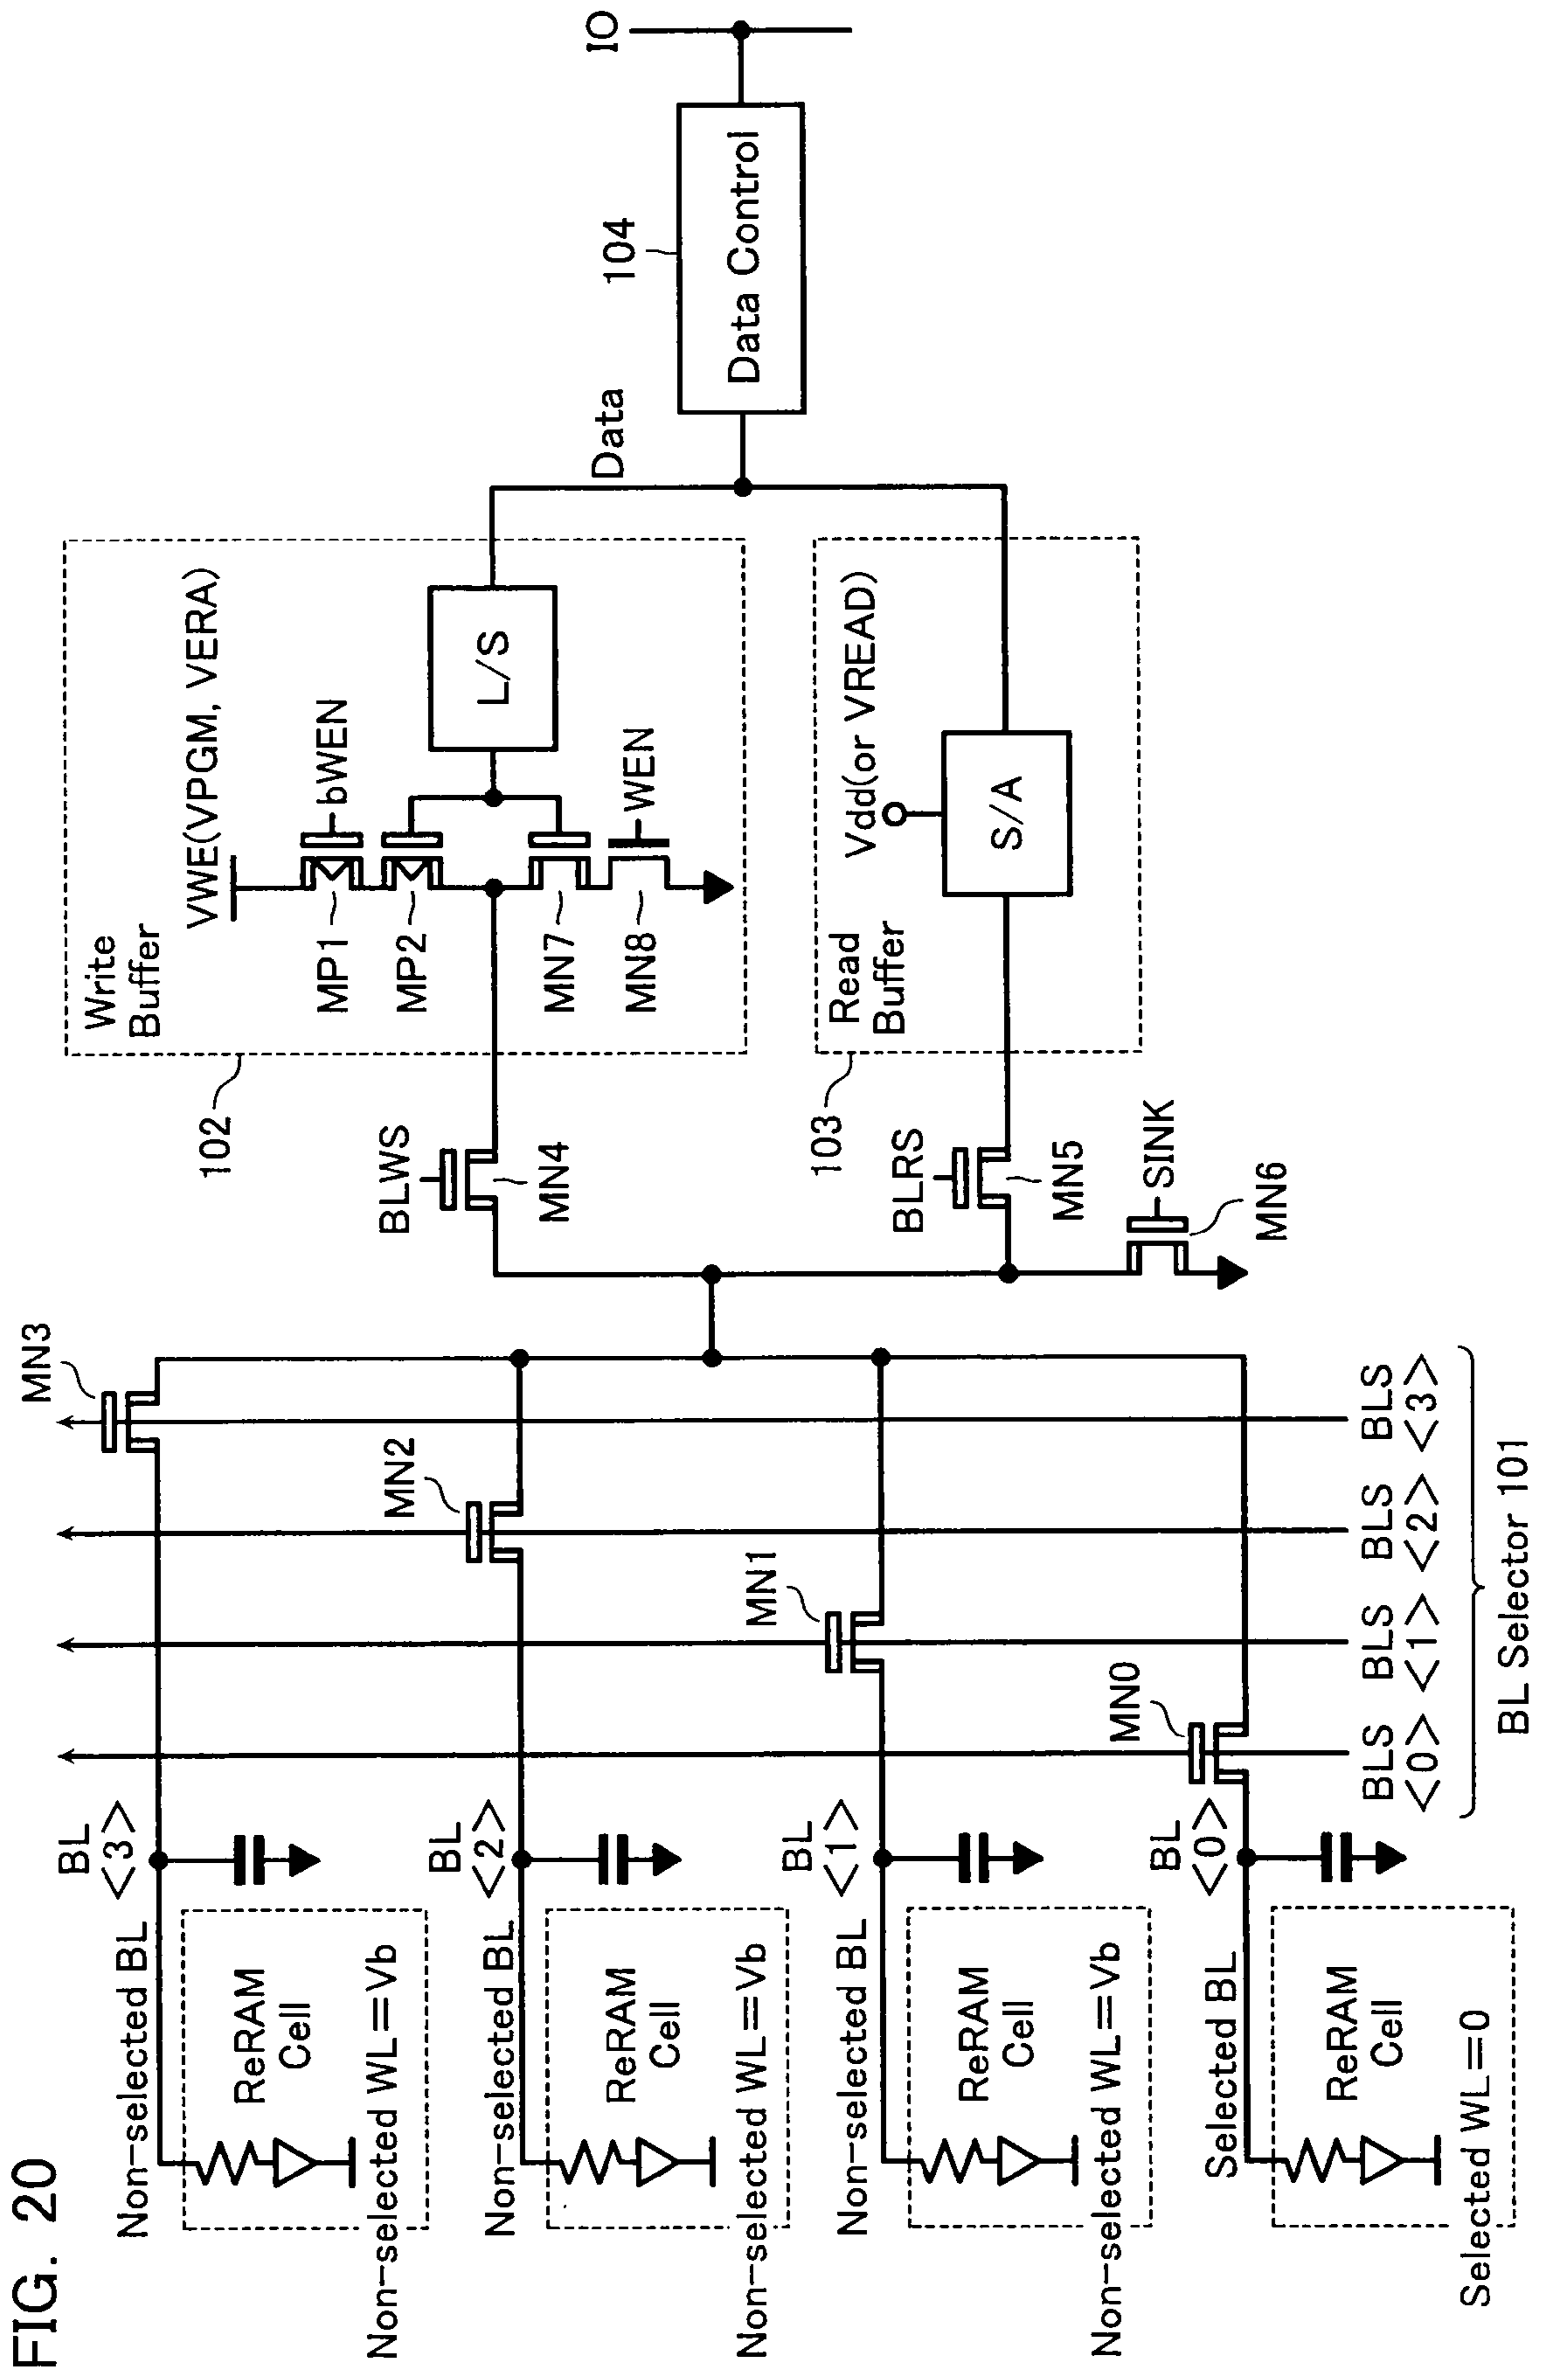 FIG. 20
Non-selected BL
BL
<3>
MN3
ReRAM
Cell
Non-selected WL=Vb
Non-selected BL
BL
<2>
MN2
ReRAM
Cell
Non-selected WL=Vb
Non-selected BL
BL
<1>
MN1
ReRAM
Cell
Non-selected WL=Vb
Selected BL
BL
<0>
MN0
ReRAM
Cell
Selected WL=0
BLS
<0>
BLS
<1>
BLS
<2>
BLS
<3>
BL Selector 101
102
Write
Buffer
VWE(VPGM, VERA)
MP1
bWEN
MP2
MN7
MN8
WEN
L/S
BLWS
MN4
103
Read
Buffer
Vdd(or VREAD)
S/A
BLRS
MN5
SINK
MN6
Data
104
Data Control
IO